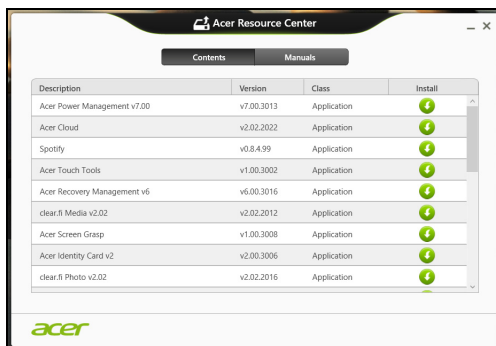 Acer Resource Center
Contents Manuals
Description Version Class Install
Acer Power Management v7.00 v7.00.3013 Application
Acer Cloud v2.02.2022 Application
Spotify v0.8.4.99 Application
Acer Touch Tools v1.00.3002 Application
Acer Recovery Management v6 v6.00.3016 Application
clear.fi Media v2.02 v2.02.2012 Application
Acer Screen Grasp v1.00.3008 Application
Acer Identity Card v2 v2.00.3006 Application
clear.fi Photo v2.02 v2.02.2016 Application
acer